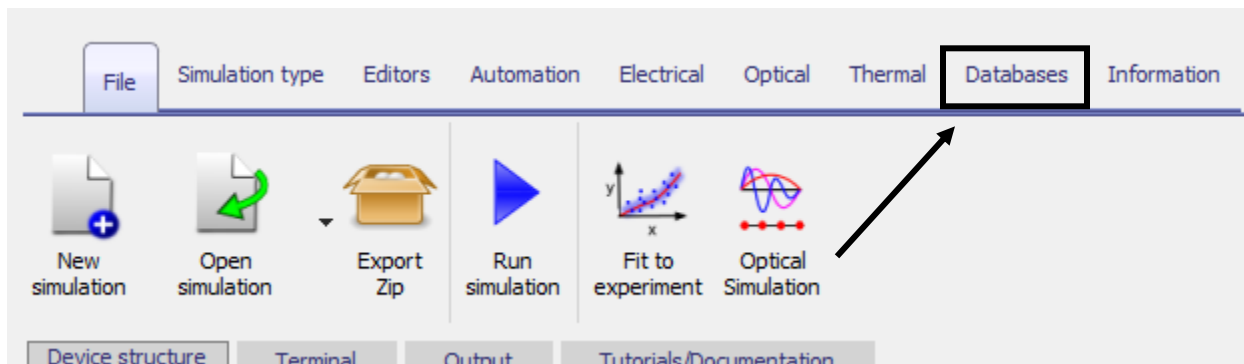 File Simulation type Editors Automation Electrical Optical Thermal Databases Information
y
x
New simulation
Open simulation
Export Zip
Run simulation
Fit to experiment
Optical Simulation
Device structure Terminal Output Tutorials/Documentation